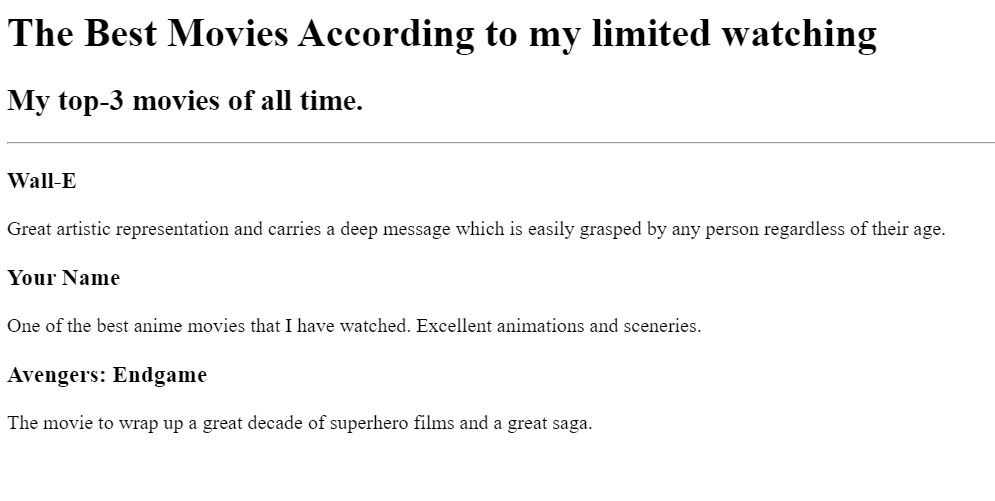 The Best Movies According to my limited watching
My top-3 movies of all time.
Wall-E
Great artistic representation and carries a deep message which is easily grasped by any person regardless of their age.
Your Name
One of the best anime movies that I have watched. Excellent animations and sceneries.
Avengers: Endgame
The movie to wrap up a great decade of superhero films and a great saga.